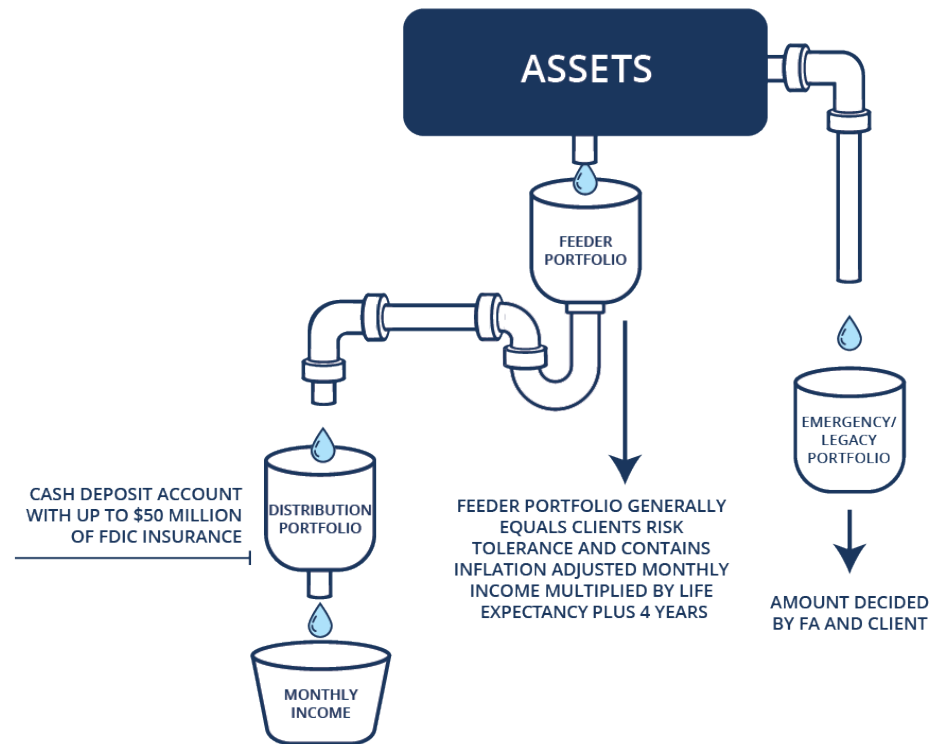 ASSETS
FEEDER
PORTFOLIO
EMERGENCY/
LEGACY
PORTFOLIO
CASH DEPOSIT ACCOUNT
WITH UP TO $50 MILLION
OF FDIC INSURANCE
DISTRIBUTION
PORTFOLIO
FEEDER PORTFOLIO GENERALLY
EQUALS CLIENTS RISK
TOLERANCE AND CONTAINS
INFLATION ADJUSTED MONTHLY
INCOME MULTIPLIED BY LIFE
EXPECTANCY PLUS 4 YEARS
AMOUNT DECIDED
BY FA AND CLIENT
MONTHLY
INCOME